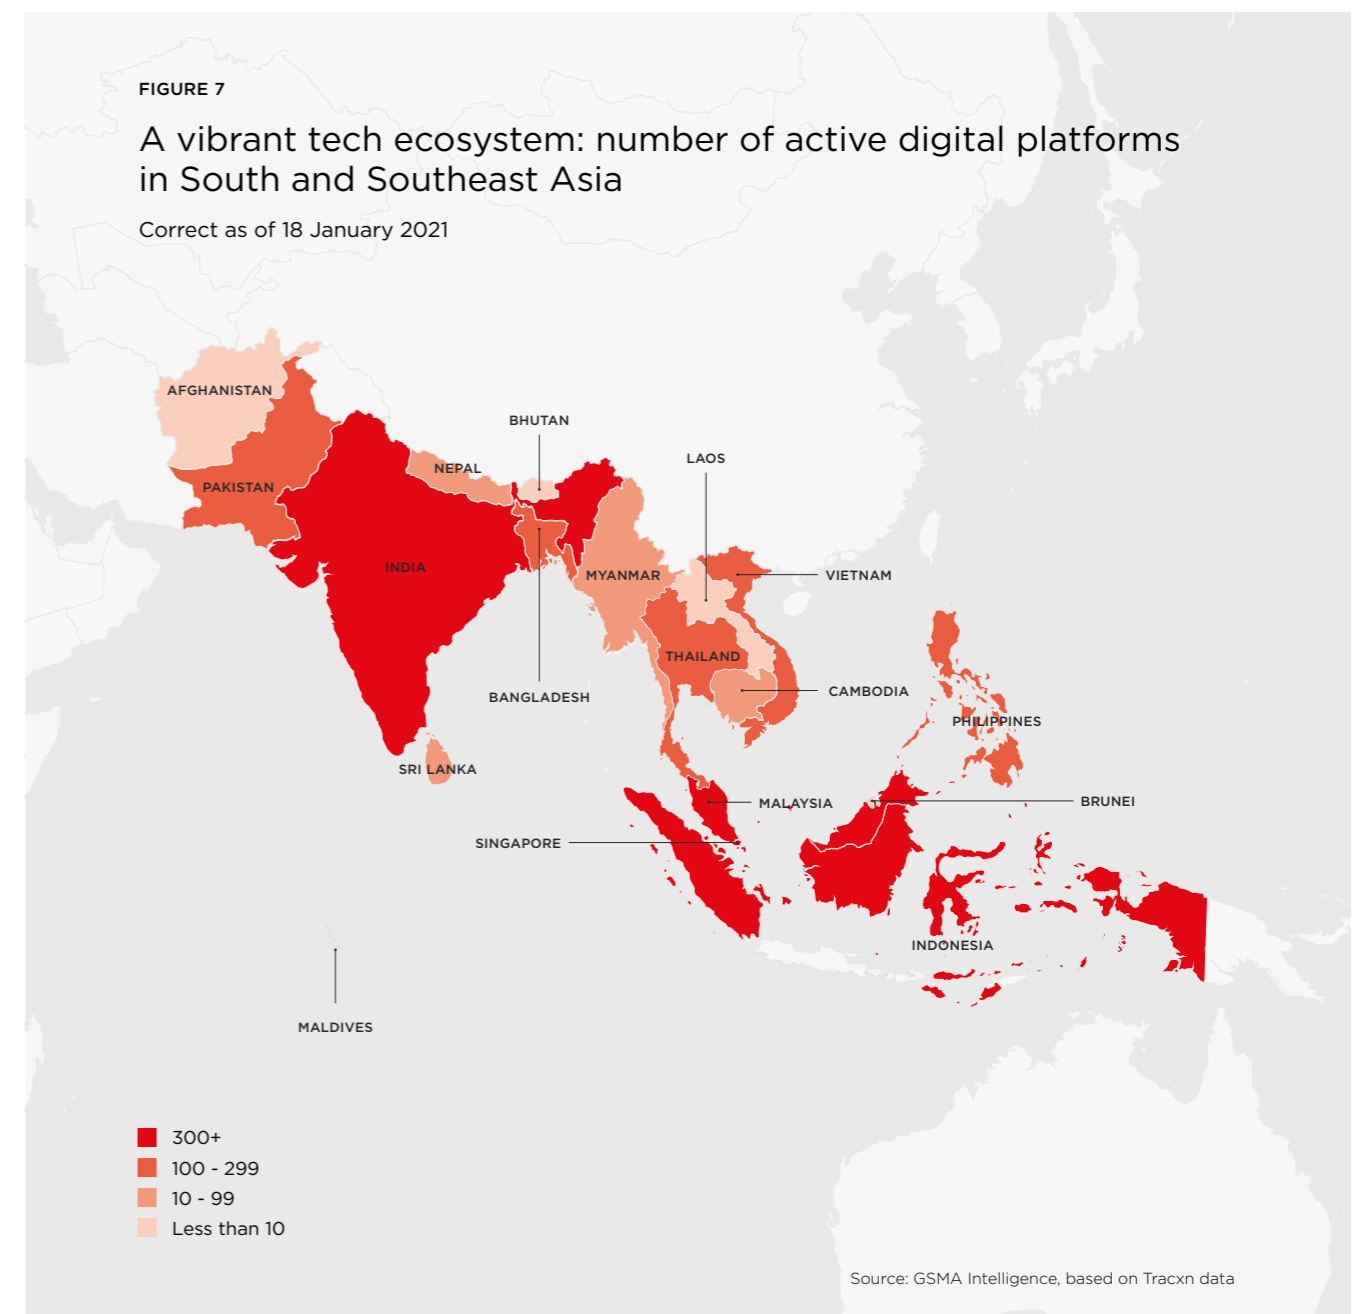 FIGURE 7
A vibrant tech ecosystem: number of active digital platforms
in South and Southeast Asia
Correct as of 18 January 2021
AFGHANISTAN
BHUTAN
LAOS
NEPAL
PAKISTAN
INDIA
MYANMAR
VIETNAM
THAILAND
CAMBODIA
BANGLADESH
PHILIPPINES
SRI LANKA
MALAYSIA
BRUNEI
SINGAPORE
INDONESIA
MALDIVES
300+
100 - 299
10 - 99
Less than 10
Source: GSMA Intelligence, based on Tracxn data